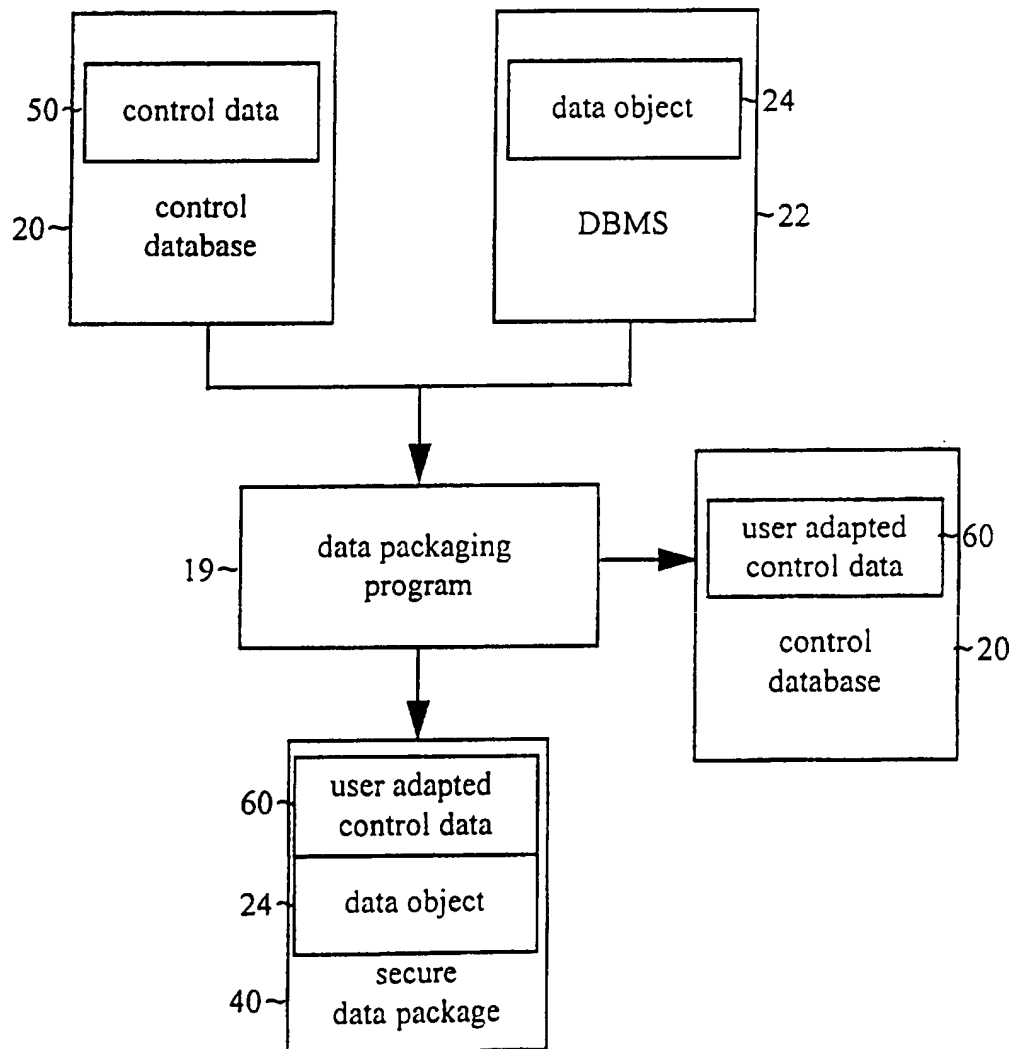 50
control data
20
control
database
data object
24
DBMS
22
19
data packaging
program
user adapted
control data
60
control
database
20
60
user adapted
control data
24
data object
40
secure
data package